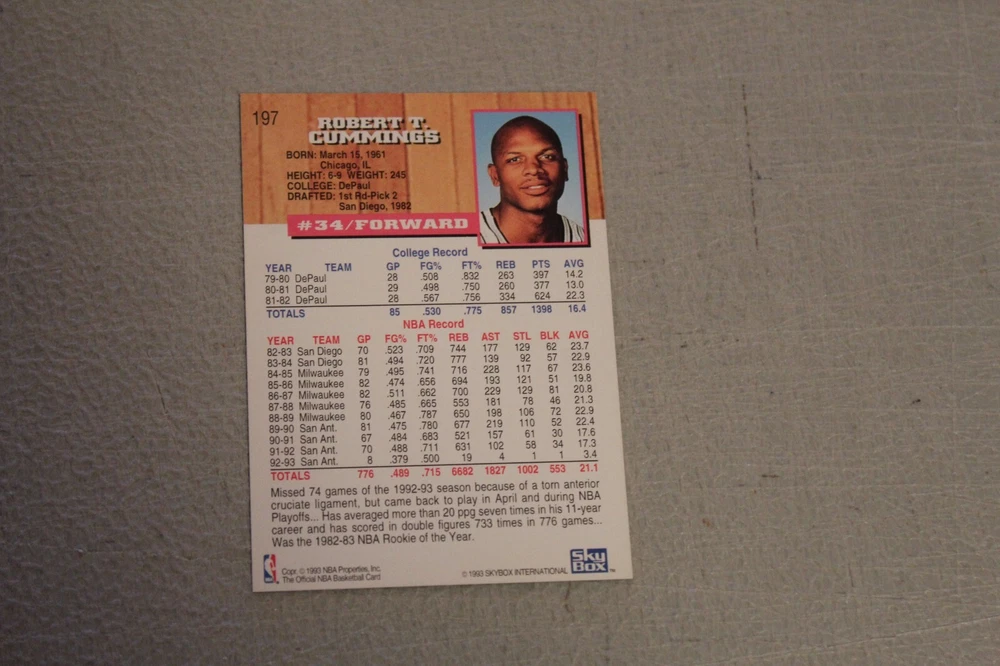 197
ROBERT T.
CUMMINGS
BORN: March 15, 1961
Chicago, IL
HEIGHT: 6-9 WEIGHT: 245
COLLEGE: DePaul
DRAFTED: 1st Rd-Pick 2
San Diego, 1982
#34/FORWARD
College Record
YEAR TEAM GP FG% FT% REB PTS AVG
79-80 DePaul 28 .508 .832 263 397 14.2
80-81 DePaul 29 .498 .750 260 377 13.0
81-82 DePaul 28 .567 .756 334 624 22.3
TOTALS 85 .530 .775 857 1398 16.4
NBA Record
YEAR TEAM GP FG% FT% REB AST STL BLK AVG
82-83 San Diego 70 .523 .709 744 177 129 62 23.7
83-84 San Diego 81 .494 .720 777 139 92 57 22.9
84-85 Milwaukee 79 .495 .741 716 228 117 67 23.6
85-86 Milwaukee 82 .474 .656 694 193 121 51 19.8
86-87 Milwaukee 82 .511 .662 700 229 129 81 20.8
87-88 Milwaukee 76 .485 .665 553 181 78 46 21.3
88-89 Milwaukee 80 .467 .787 650 198 106 72 22.9
89-90 San Ant. 81 .475 .780 677 219 110 52 22.4
90-91 San Ant. 67 .484 .683 521 157 61 30 17.6
91-92 San Ant. 70 .488 .711 631 102 58 34 17.3
92-93 San Ant. 8 .379 .500 19 4 1 1 3.4
TOTALS 776 .489 .715 6682 1827 1002 553 21.1
Missed 74 games of the 1992-93 season because of a torn anterior
cruciate ligament, but came back to play in April and during NBA
Playoffs... Has averaged more than 20 ppg seven times in his 11-year
career and has scored in double figures 733 times in 776 games...
Was the 1982-83 NBA Rookie of the Year.
Copr. © 1993 NBA Properties, Inc.
The Official NBA Basketball Card
© 1993 SKYBOX INTERNATIONAL
SkyBox™